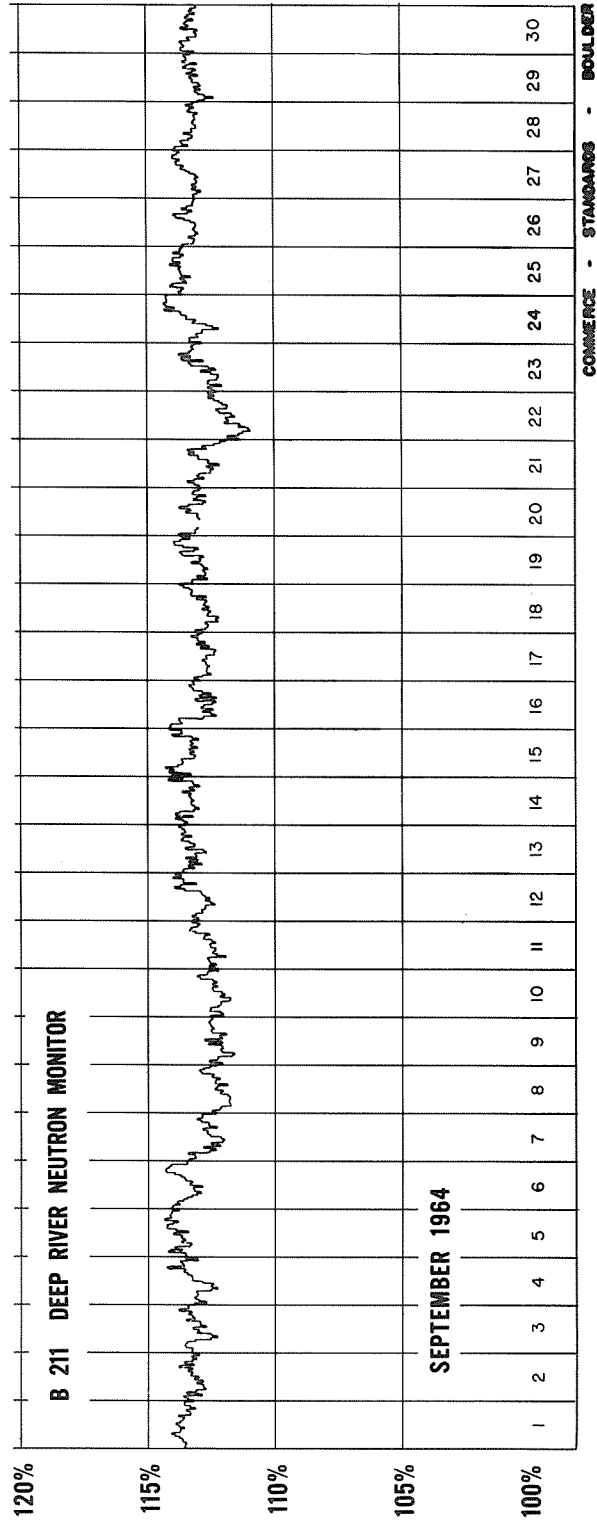 B 211 DEEP RIVER NEUTRON MONITOR
120%
115%
110%
105%
100%
SEPTEMBER 1964
1 2 3 4 5 6 7 8 9 10 11 12 13 14 15 16 17 18 19 20 21 22 23 24 25 26 27 28 29 30
COMMERCE - STANDARDS - BOULDER